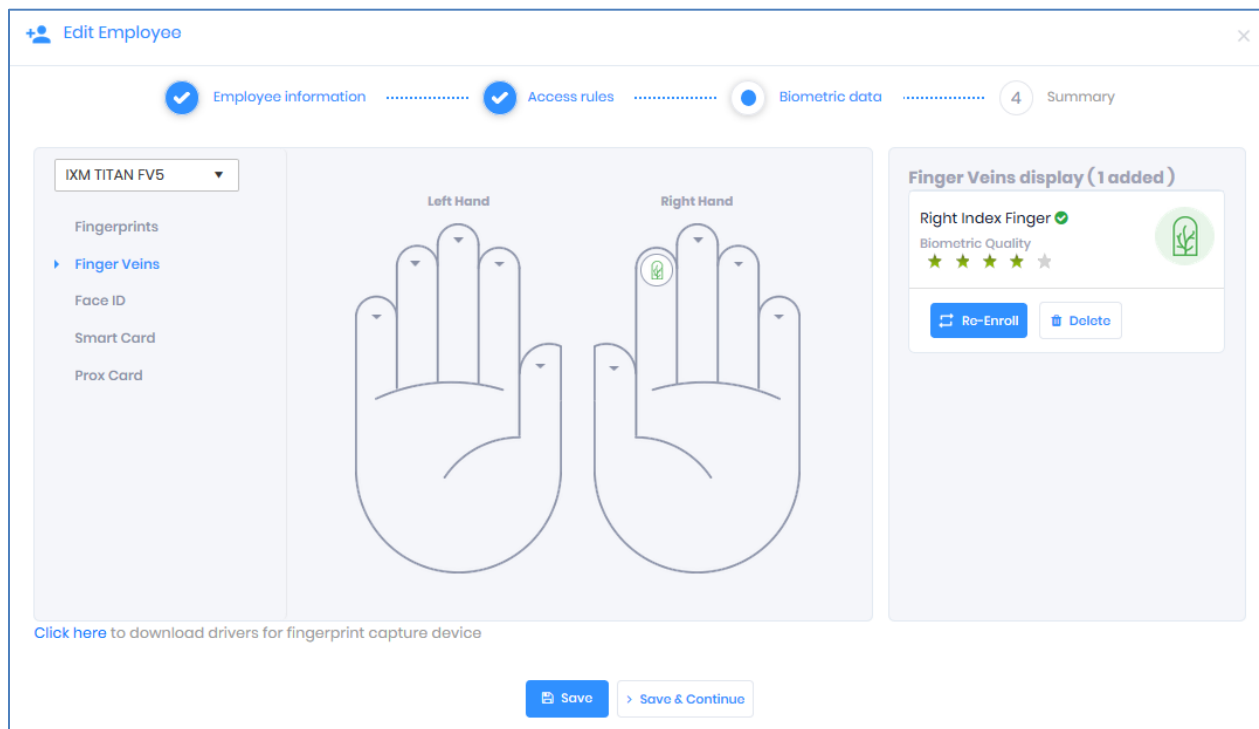 Edit Employee
Employee information
Access rules
Biometric data
4 Summary
IXM TITAN FV5
Fingerprints
Finger Veins
Face ID
Smart Card
Prox Card
Left Hand
Right Hand
Finger Veins display ( 1 added )
Right Index Finger
Biometric Quality
Re-Enroll
Delete
Click here to download drivers for fingerprint capture device
Save
Save & Continue